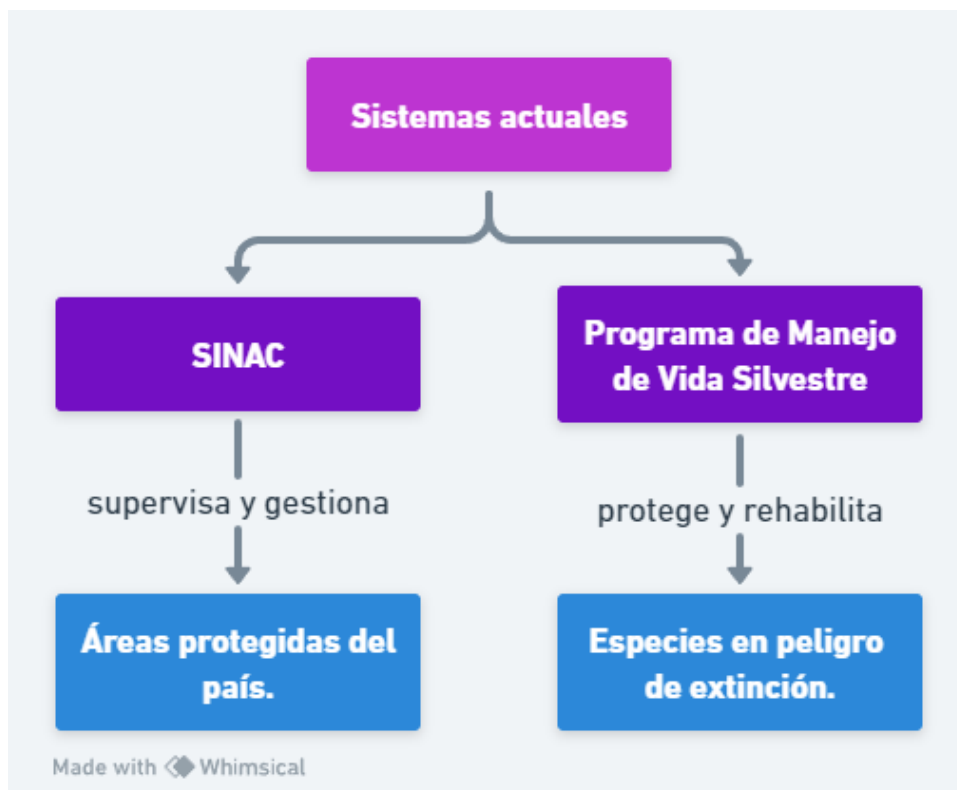 Sistemas actuales
SINAC
Programa de Manejo
de Vida Silvestre
supervisa y gestiona
protege y rehabilita
Áreas protegidas del
país.
Especies en peligro
de extinción.
Made with Whimsical